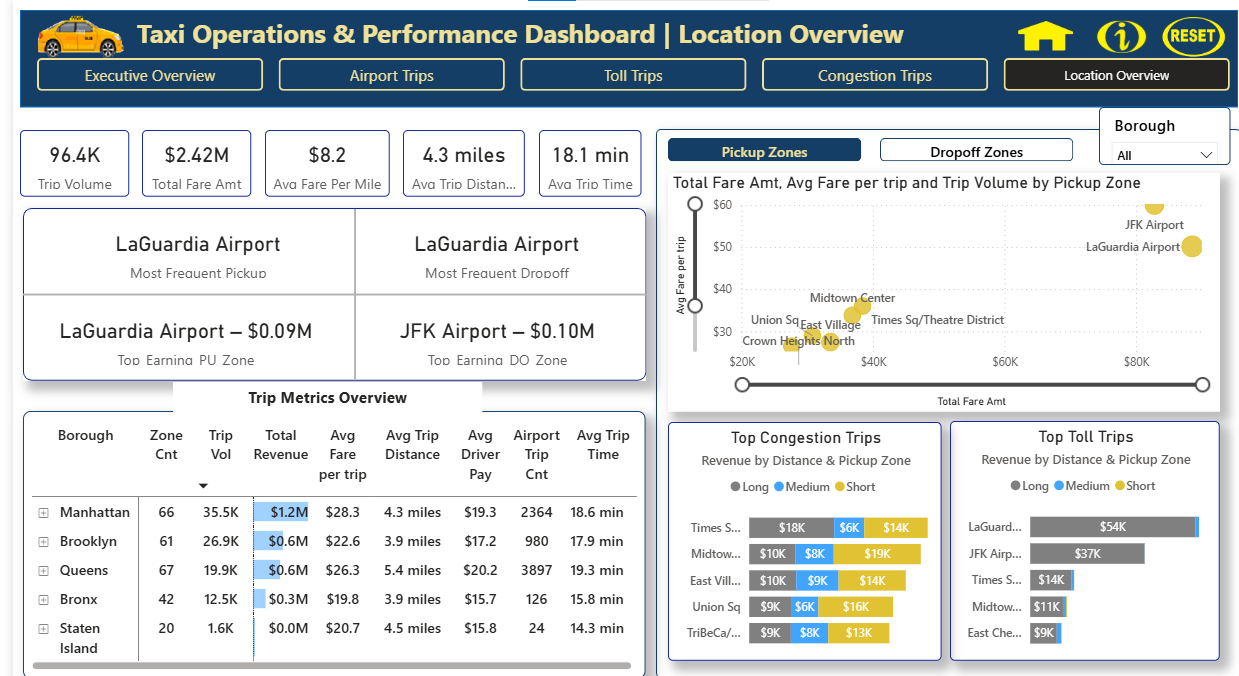 TAXI
Taxi Operations & Performance Dashboard | Location Overview
i
RESET
Executive Overview
Airport Trips
Toll Trips
Congestion Trips
Location Overview
96.4K
Trip Volume
$2.42M
Total Fare Amt
$8.2
Avg Fare Per Mile
4.3 miles
Avg Trip Distan...
18.1 min
Avg Trip Time
Borough
All
Pickup Zones
Dropoff Zones
LaGuardia Airport
Most Frequent Pickup
LaGuardia Airport
Most Frequent Dropoff
LaGuardia Airport – $0.09M
Top Earning PU Zone
JFK Airport – $0.10M
Top Earning DO Zone
Total Fare Amt, Avg Fare per trip and Trip Volume by Pickup Zone
Avg Fare per trip
$60
$50
$40
$30
JFK Airport
LaGuardia Airport
Midtown Center
Union Sq
East Village
Times Sq/Theatre District
Crown Heights North
$20K $40K $60K $80K
Total Fare Amt
Trip Metrics Overview
Borough Zone Cnt Trip Vol Total Revenue Avg Fare per trip Avg Trip Distance Avg Driver Pay Airport Trip Cnt Avg Trip Time
Manhattan 66 35.5K $1.2M $28.3 4.3 miles $19.3 2364 18.6 min
Brooklyn 61 26.9K $0.6M $22.6 3.9 miles $17.2 980 17.9 min
Queens 67 19.9K $0.6M $26.3 5.4 miles $20.2 3897 19.3 min
Bronx 42 12.5K $0.3M $19.8 3.9 miles $15.7 126 15.8 min
Staten Island 20 1.6K $0.0M $20.7 4.5 miles $15.8 24 14.3 min
Top Congestion Trips
Revenue by Distance & Pickup Zone
Long Medium Short
Times S... $18K $6K $14K
Midtow... $10K $8K $19K
East Vill... $10K $9K $14K
Union Sq $9K $6K $16K
TriBeCa/... $9K $8K $13K
Top Toll Trips
Revenue by Distance & Pickup Zone
Long Medium Short
LaGuard... $54K
JFK Airp... $37K
Times S... $14K
Midtow... $11K
East Che... $9K